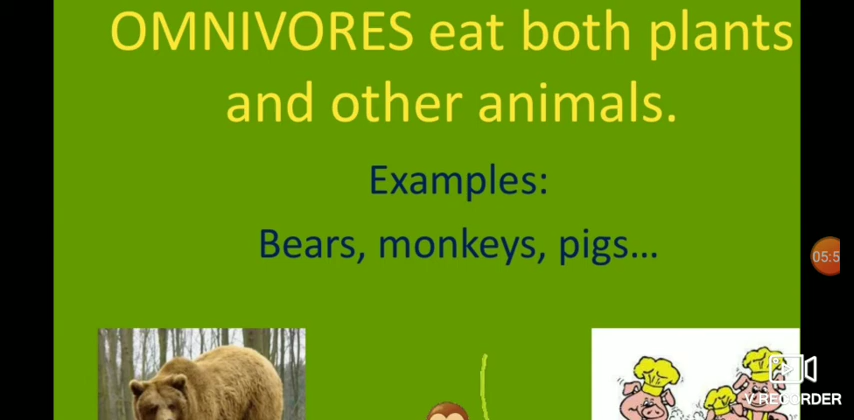 OMNIVORES eat both plants
and other animals.
Examples:
Bears, monkeys, pigs...
05:5
V RECORDER